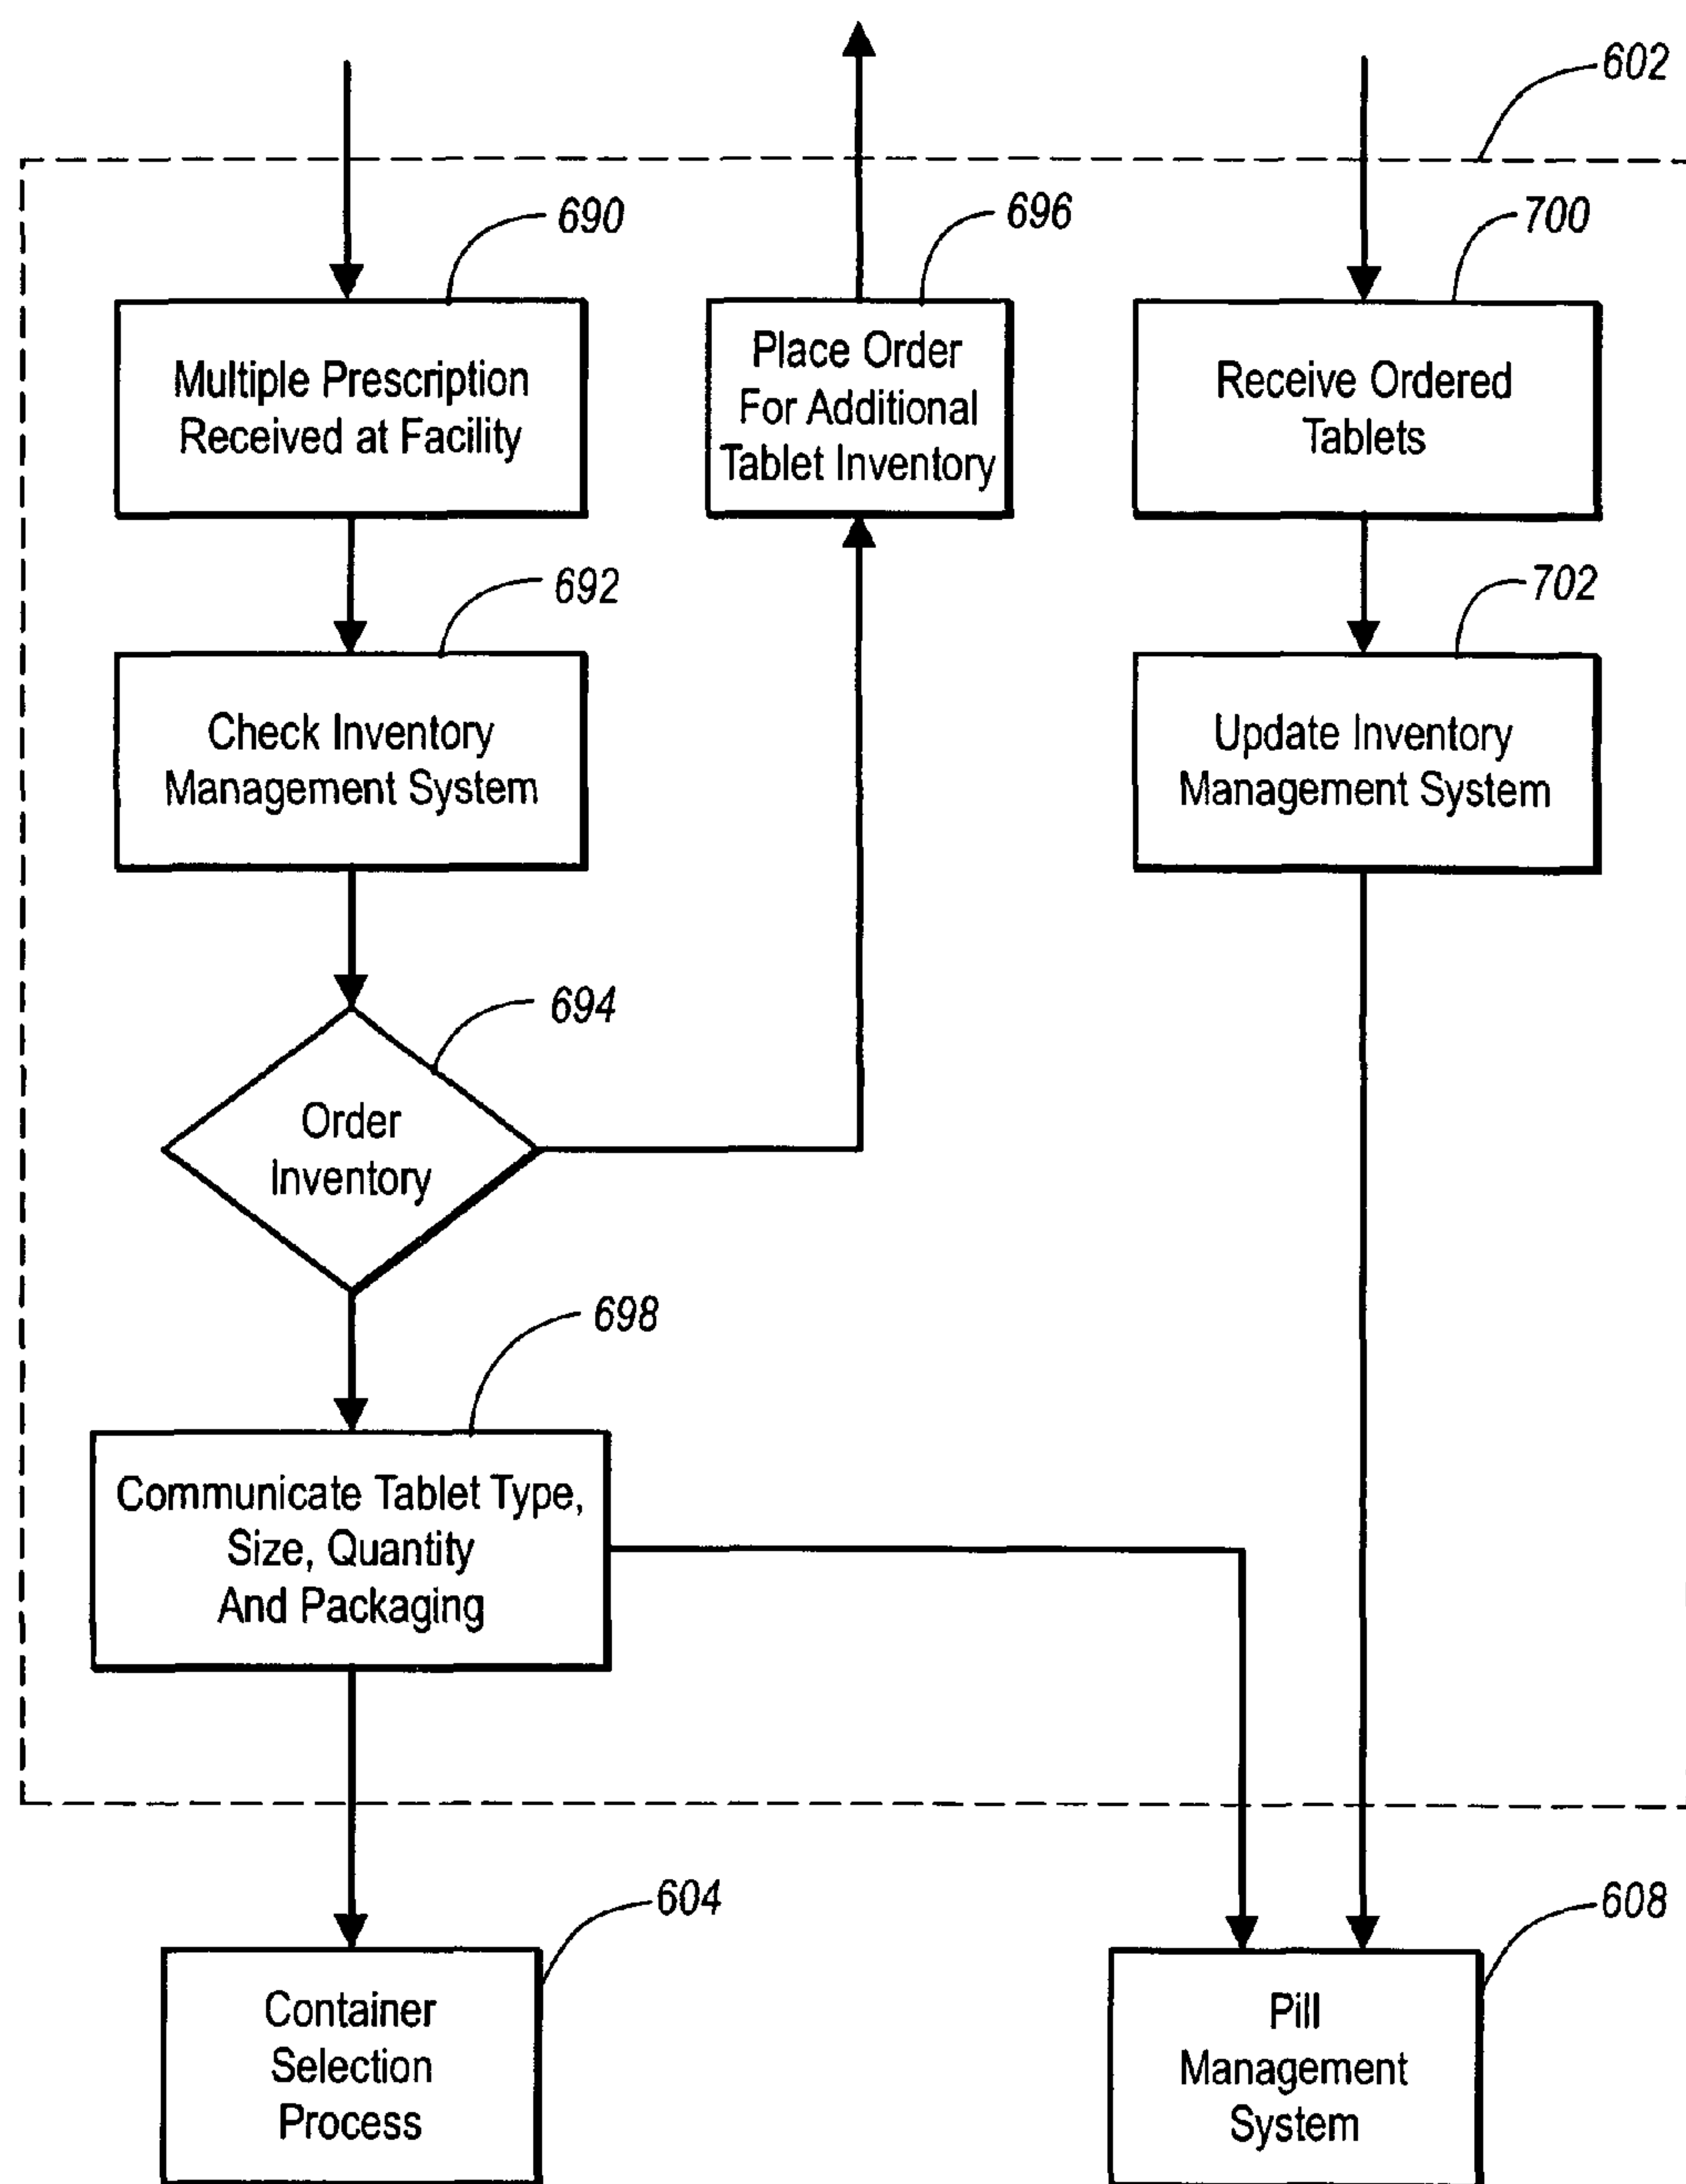 602
690
696
700
Multiple Prescription
Received at Facility
Place Order
For Additional
Tablet Inventory
Receive Ordered
Tablets
692
702
Check Inventory
Management System
Update Inventory
Management System
694
Order
Inventory
698
Communicate Tablet Type,
Size, Quantity
And Packaging
604
608
Container
Selection
Process
Pill
Management
System